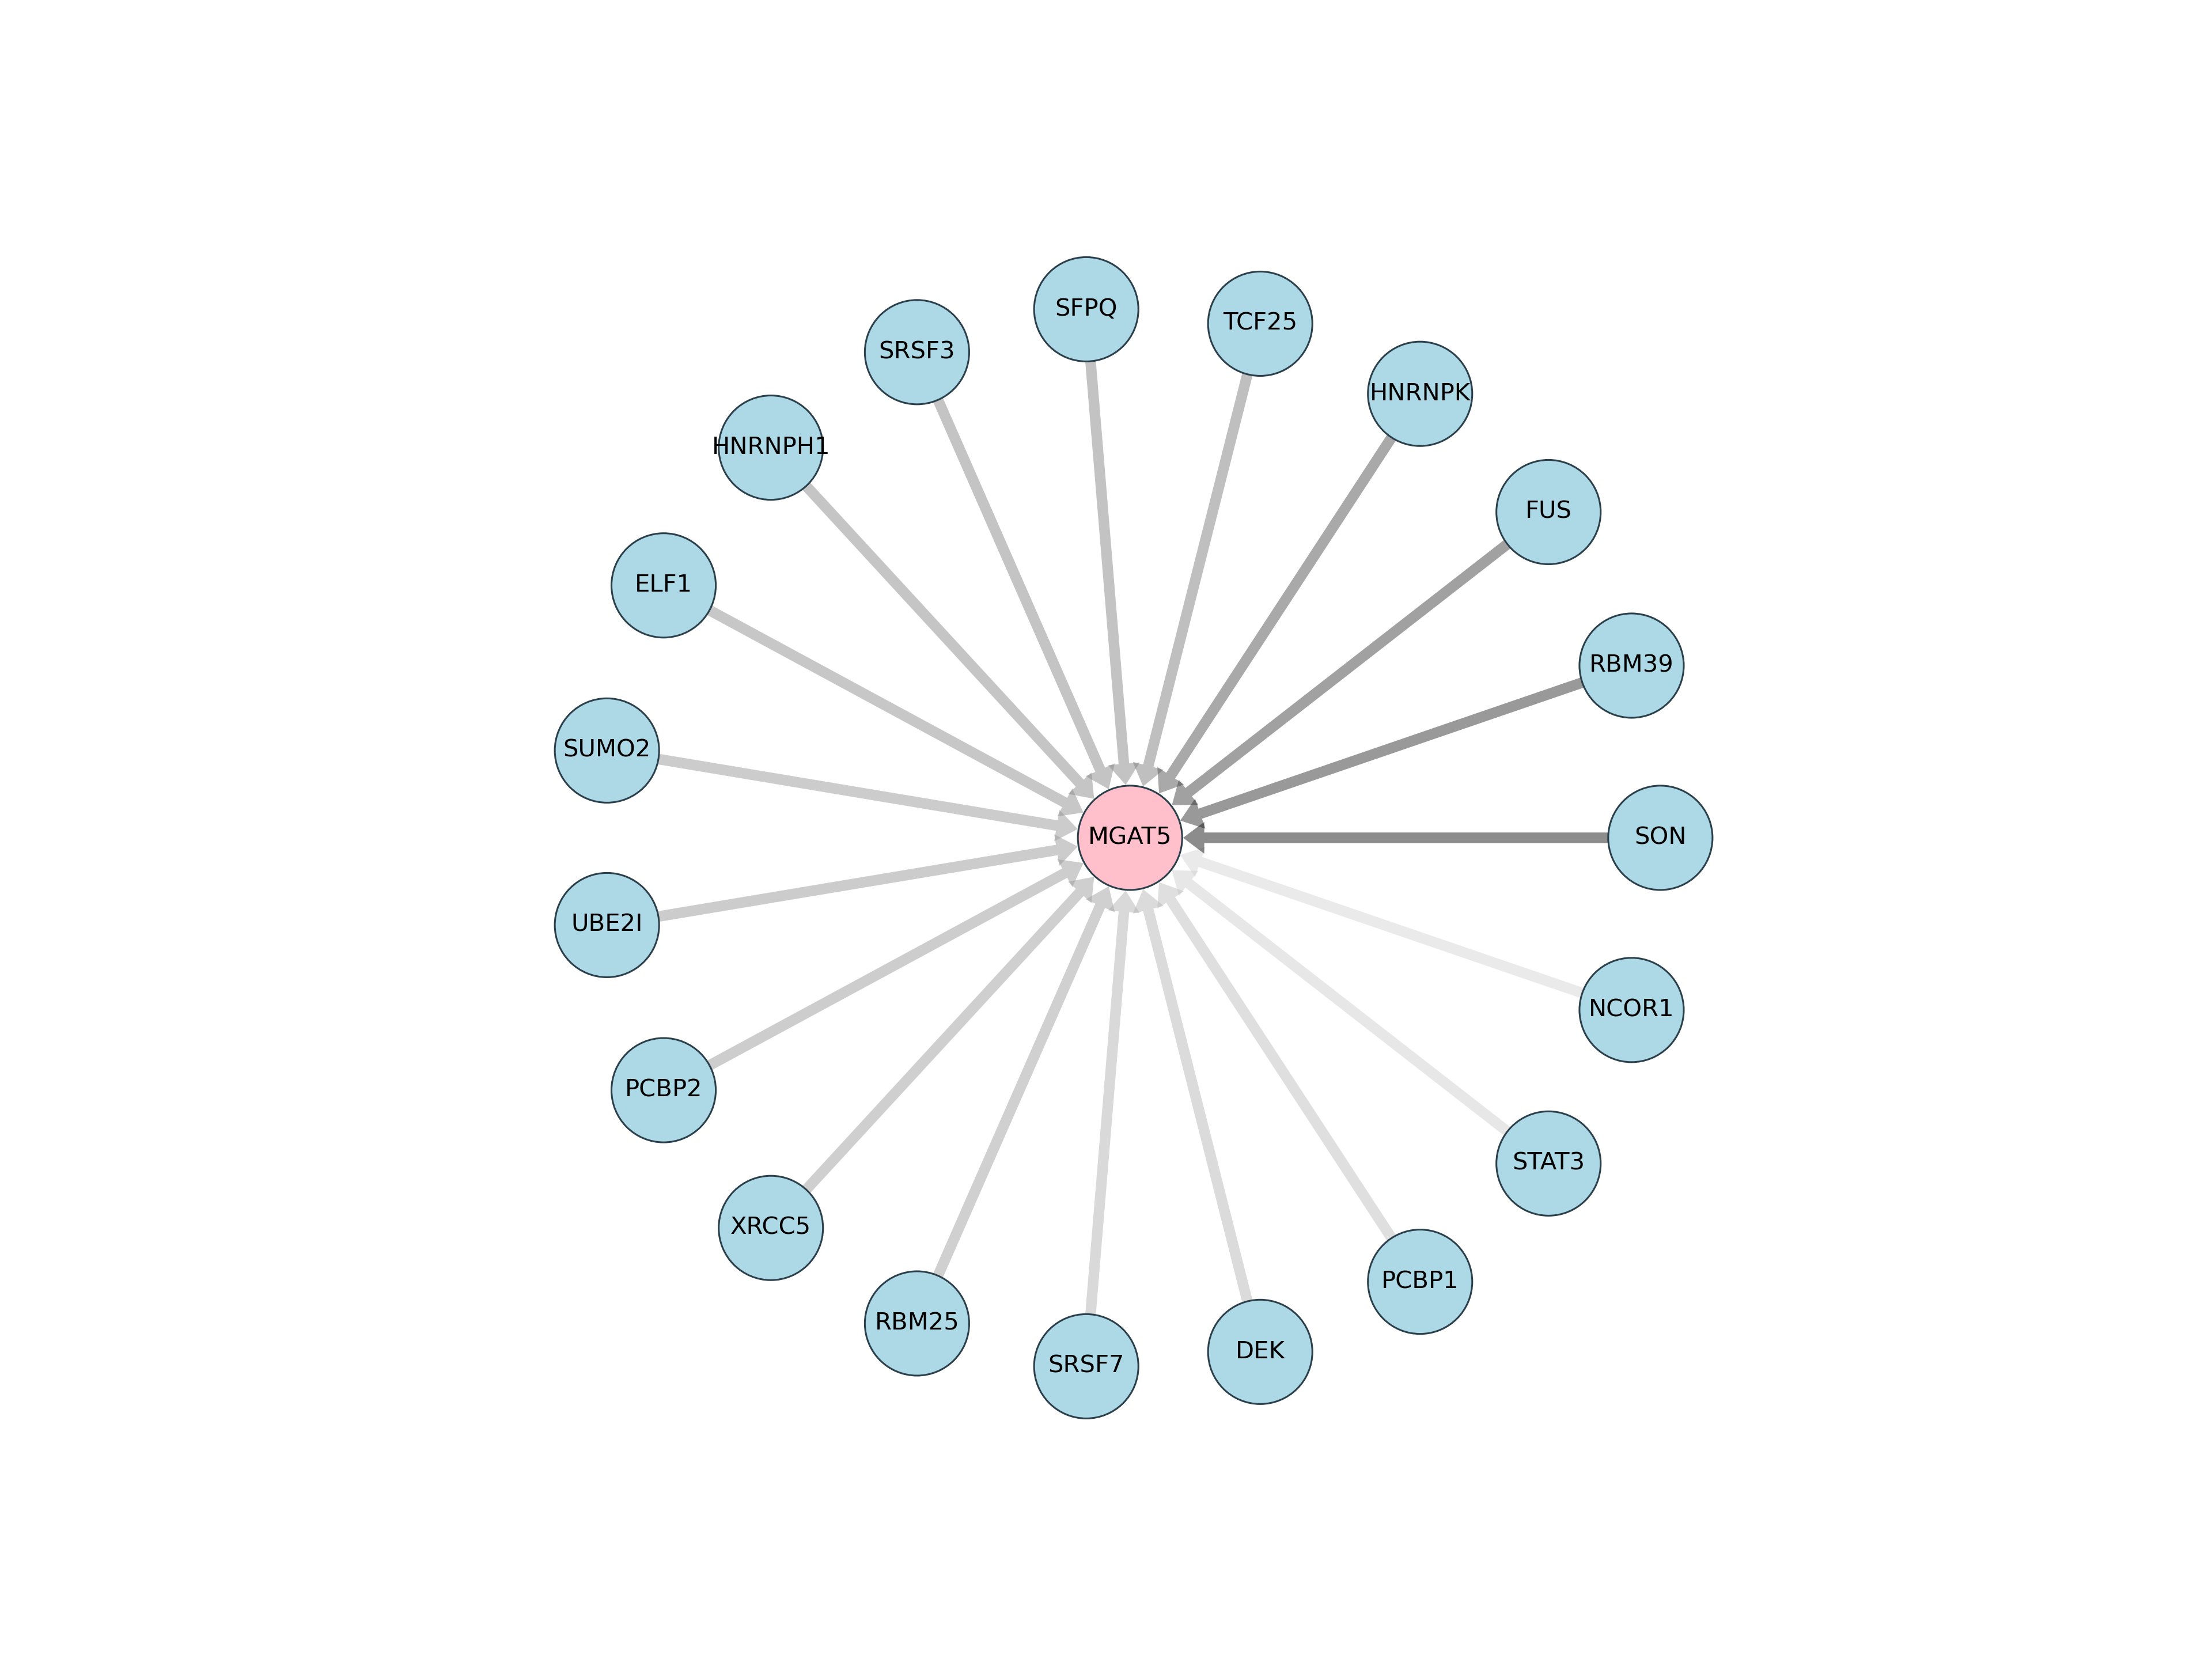 SFPQ
TCF25
SRSF3
HNRNPK
HNRNPH1
FUS
ELF1
RBM39
SUMO2
MGAT5
SON
UBE2I
NCOR1
PCBP2
STAT3
XRCC5
PCBP1
RBM25
DEK
SRSF7